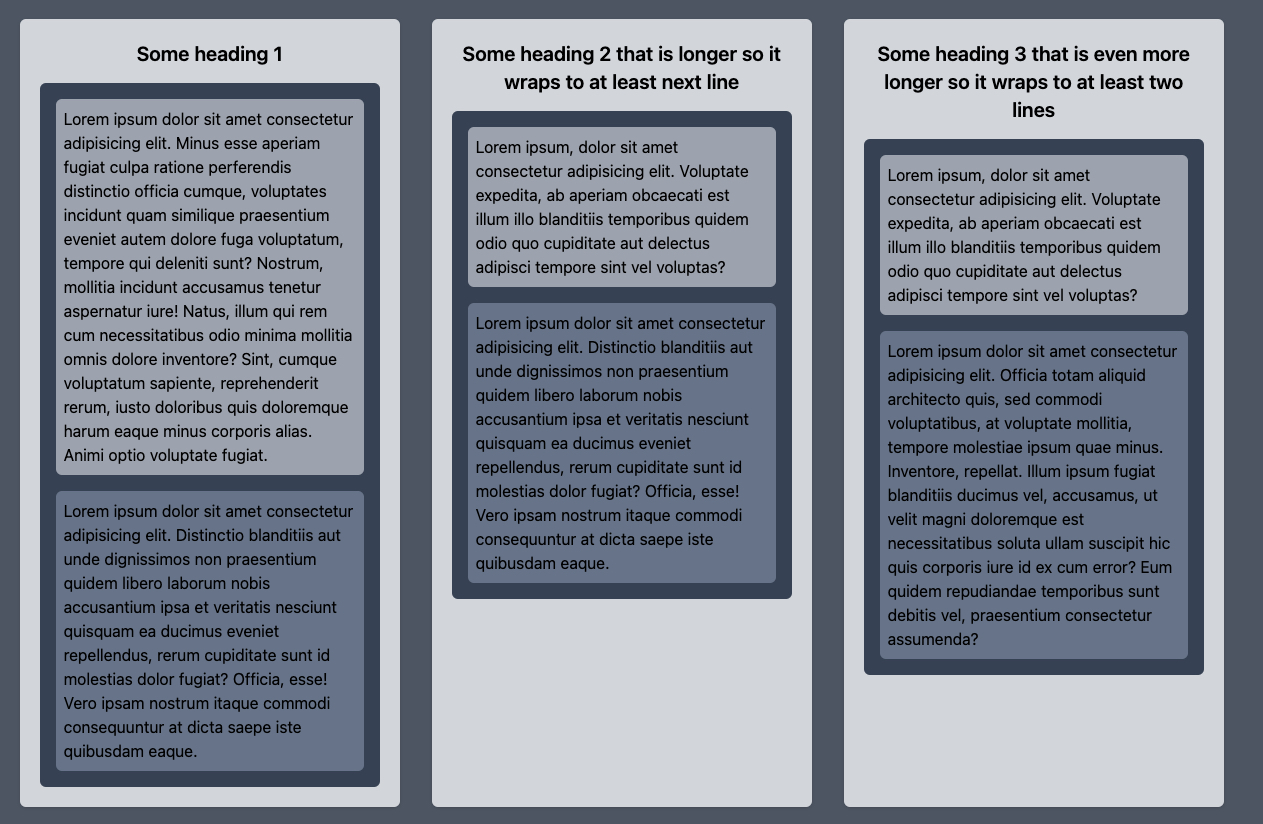 Some heading 1
Lorem ipsum dolor sit amet consectetur
adipisicing elit. Minus esse aperiam
fugiat culpa ratione perferendis
distinctio officia cumque, voluptates
incidunt quam similique praesentium
eveniet autem dolore fuga voluptatum,
tempore qui deleniti sunt? Nostrum,
mollitia incidunt accusamus tenetur
aspernatur iure! Natus, illum qui rem
cum necessitatibus odio minima mollitia
omnis dolore inventore? Sint, cumque
voluptatum sapiente, reprehenderit
rerum, iusto doloribus quis doloremque
harum eaque minus corporis alias.
Animi optio voluptate fugiat.
Lorem ipsum dolor sit amet consectetur
adipisicing elit. Distinctio blanditiis aut
unde dignissimos non praesentium
quidem libero laborum nobis
accusantium ipsa et veritatis nesciunt
quisquam ea ducimus eveniet
repellendus, rerum cupiditate sunt id
molestias dolor fugiat? Officia, esse!
Vero ipsam nostrum itaque commodi
consequuntur at dicta saepe iste
quibusdam eaque.
Some heading 2 that is longer so it
wraps to at least next line
Lorem ipsum, dolor sit amet
consectetur adipisicing elit. Voluptate
expedita, ab aperiam obcaecati est
illum illo blanditiis temporibus quidem
odio quo cupiditate aut delectus
adipisci tempore sint vel voluptas?
Lorem ipsum dolor sit amet consectetur
adipisicing elit. Distinctio blanditiis aut
unde dignissimos non praesentium
quidem libero laborum nobis
accusantium ipsa et veritatis nesciunt
quisquam ea ducimus eveniet
repellendus, rerum cupiditate sunt id
molestias dolor fugiat? Officia, esse!
Vero ipsam nostrum itaque commodi
consequuntur at dicta saepe iste
quibusdam eaque.
Some heading 3 that is even more
longer so it wraps to at least two
lines
Lorem ipsum, dolor sit amet
consectetur adipisicing elit. Voluptate
expedita, ab aperiam obcaecati est
illum illo blanditiis temporibus quidem
odio quo cupiditate aut delectus
adipisci tempore sint vel voluptas?
Lorem ipsum dolor sit amet consectetur
adipisicing elit. Officia totam aliquid
architecto quis, sed commodi
voluptatibus, at voluptate mollitia,
tempore molestiae ipsum quae minus.
Inventore, repellat. Illum ipsum fugiat
blanditiis ducimus vel, accusamus, ut
velit magni doloremque est
necessitatibus soluta ullam suscipit hic
quis corporis iure id ex cum error? Eum
quidem repudiandae temporibus sunt
debitis vel, praesentium consectetur
assumenda?